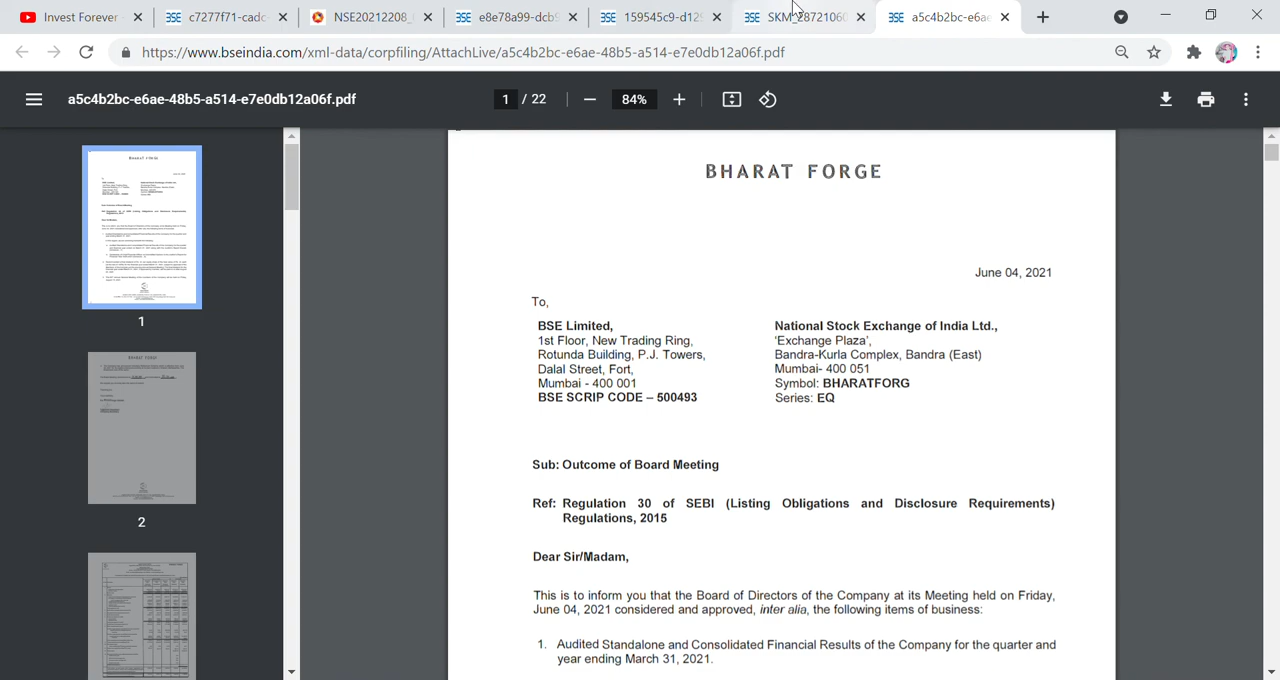 Invest Forever
c7277f71-cadc
NSE20212208_
e8e78a99-dcb9
159545c9-d129
a5c4b2bc-e6ae
https://www.bseindia.com/xml-data/corpfiling/AttachLive/a5c4b2bc-e6ae-48b5-a514-e7e0db12a06f.pdf
a5c4b2bc-e6ae-48b5-a514-e7e0db12a06f.pdf
1 / 22
84%
BHARAT FORGE
June 04, 2021
To,
BSE Limited,
1st Floor, New Trading Ring,
Rotunda Building, P.J. Towers,
Dalal Street, Fort,
Mumbai - 400 001
BSE SCRIP CODE – 500493
National Stock Exchange of India Ltd.,
'Exchange Plaza',
Bandra-Kurla Complex, Bandra (East)
Mumbai- 400 051
Symbol: BHARATFORG
Series: EQ
Sub: Outcome of Board Meeting
Ref: Regulation 30 of SEBI (Listing Obligations and Disclosure Requirements)
Regulations, 2015
Dear Sir/Madam,
This is to inform you that the Board of Directors of the Company at its Meeting held on Friday,
June 04, 2021 considered and approved, inter alia, the following items of business:
1. Audited Standalone and Consolidated Financial Results of the Company for the quarter and
year ending March 31, 2021.
1
2